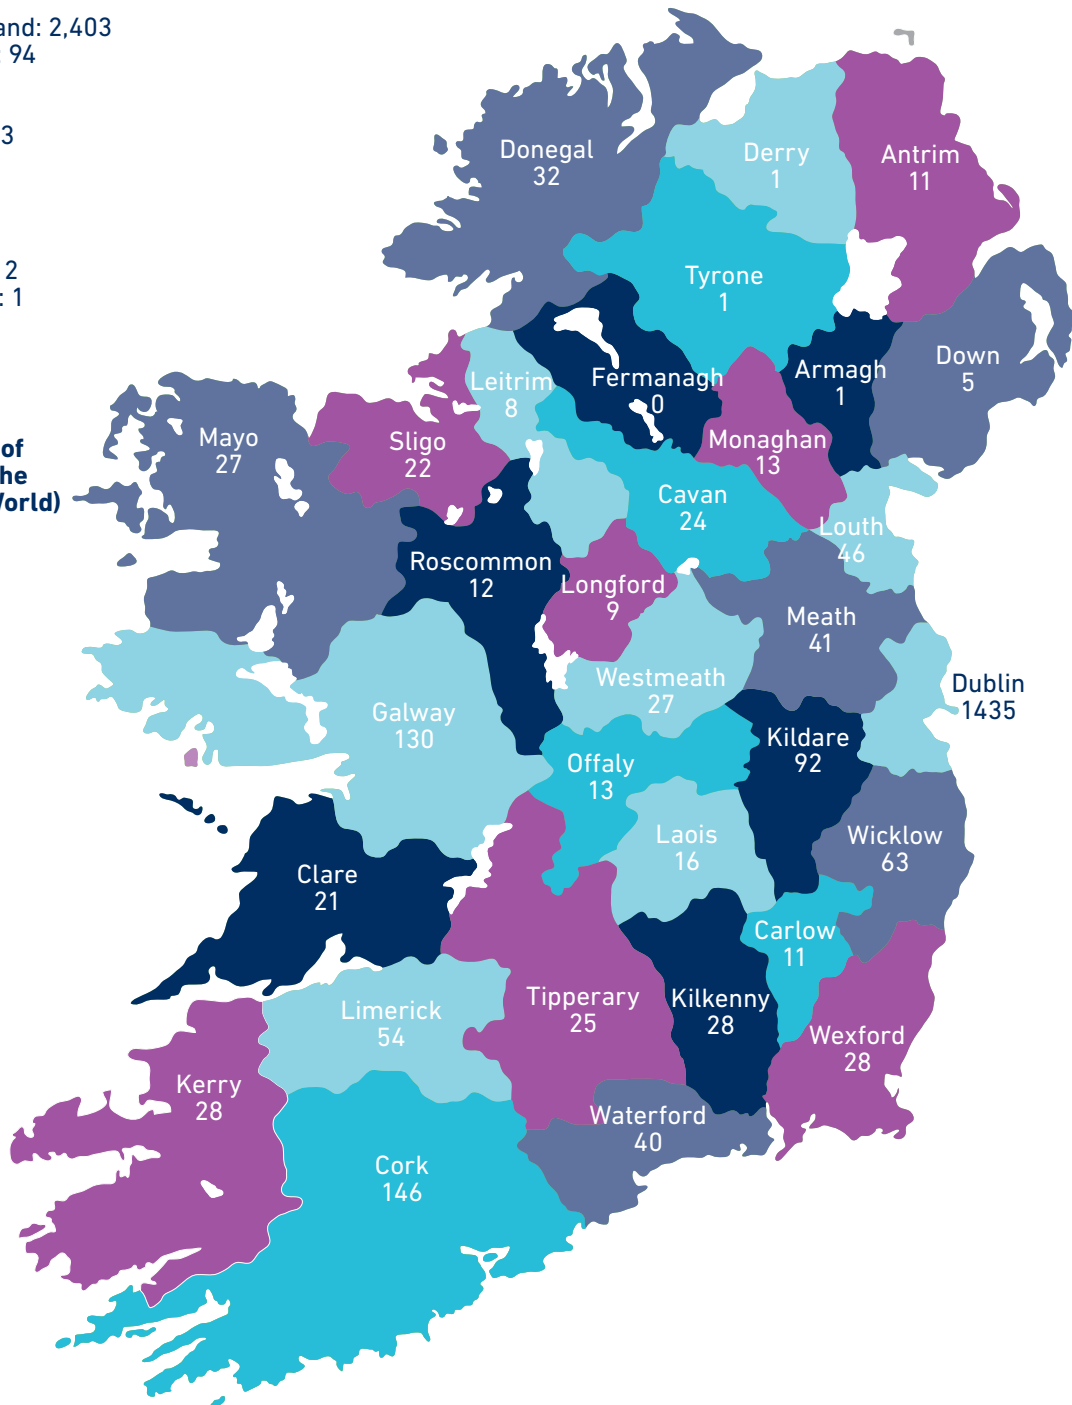 and: 2,403
: 94
3
2
: 1
of
he
orld)
Donegal
32
Derry
1
Antrim
11
Tyrone
1
Fermanagh
0
Armagh
1
Down
5
Leitrim
8
Monaghan
13
Mayo
27
Sligo
22
Cavan
24
Louth
46
Roscommon
12
Longford
9
Meath
41
Westmeath
27
Dublin
1435
Galway
130
Kildare
92
Offaly
13
Laois
16
Wicklow
63
Clare
21
Carlow
11
Limerick
54
Tipperary
25
Kilkenny
28
Wexford
28
Kerry
28
Waterford
40
Cork
146